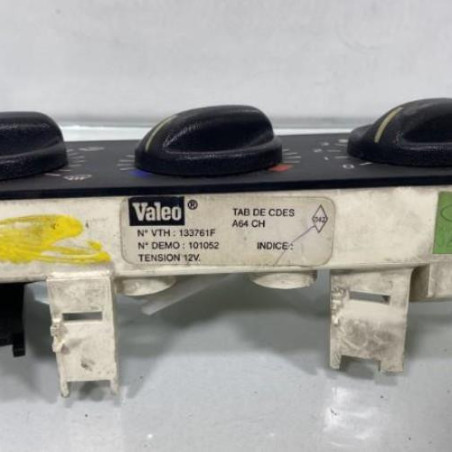 Valeo®
TAB DE CDES
A64 CH
N° VTH : 133761F
N° DEMO : 101052
INDICE :
TENSION 12V.